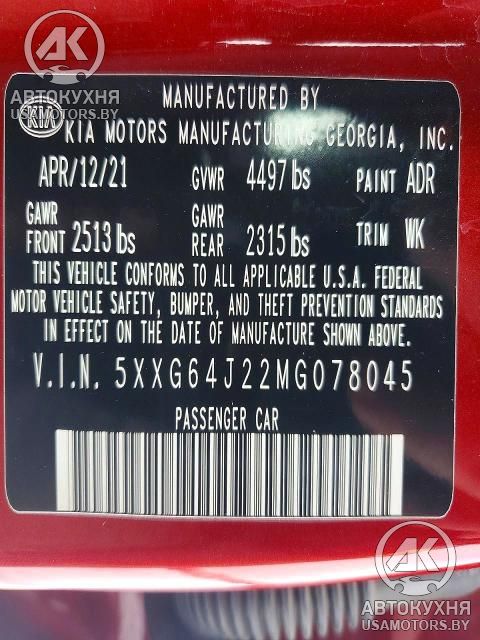 AK
АВТОКУХНЯ
USAMOTORS.BY
MANUFACTURED BY
KIA KIA MOTORS MANUFACTURING GEORGIA, INC.
APR/12/21 GVWR 4497 lbs PAINT ADR
GAWR FRONT 2513 lbs GAWR REAR 2315 lbs TRIM WK
THIS VEHICLE CONFORMS TO ALL APPLICABLE U.S.A. FEDERAL
MOTOR VEHICLE SAFETY, BUMPER, AND THEFT PREVENTION STANDARDS
IN EFFECT ON THE DATE OF MANUFACTURE SHOWN ABOVE.
V.I.N. 5XXG64J22MG078045
PASSENGER CAR
AK
АВТОКУХНЯ
USAMOTORS.BY